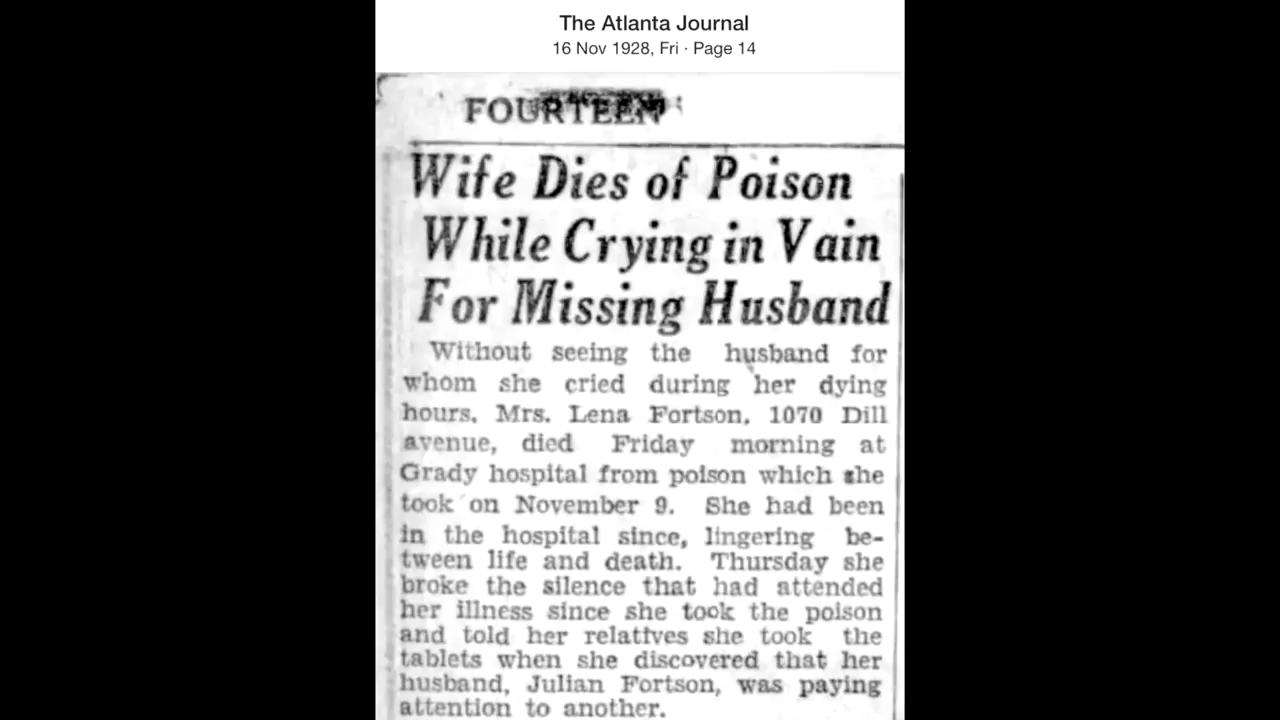 The Atlanta Journal
16 Nov 1928, Fri · Page 14
FOURTEEN
Wife Dies of Poison
While Crying in Vain
For Missing Husband
Without seeing the husband for
whom she cried during her dying
hours, Mrs. Lena Fortson, 1070 Dill
avenue, died Friday morning at
Grady hospital from poison which she
took on November 9. She had been
in the hospital since, lingering be-
tween life and death. Thursday she
broke the silence that had attended
her illness since she took the poison
and told her relatives she took the
tablets when she discovered that her
husband, Julian Fortson, was paying
attention to another.